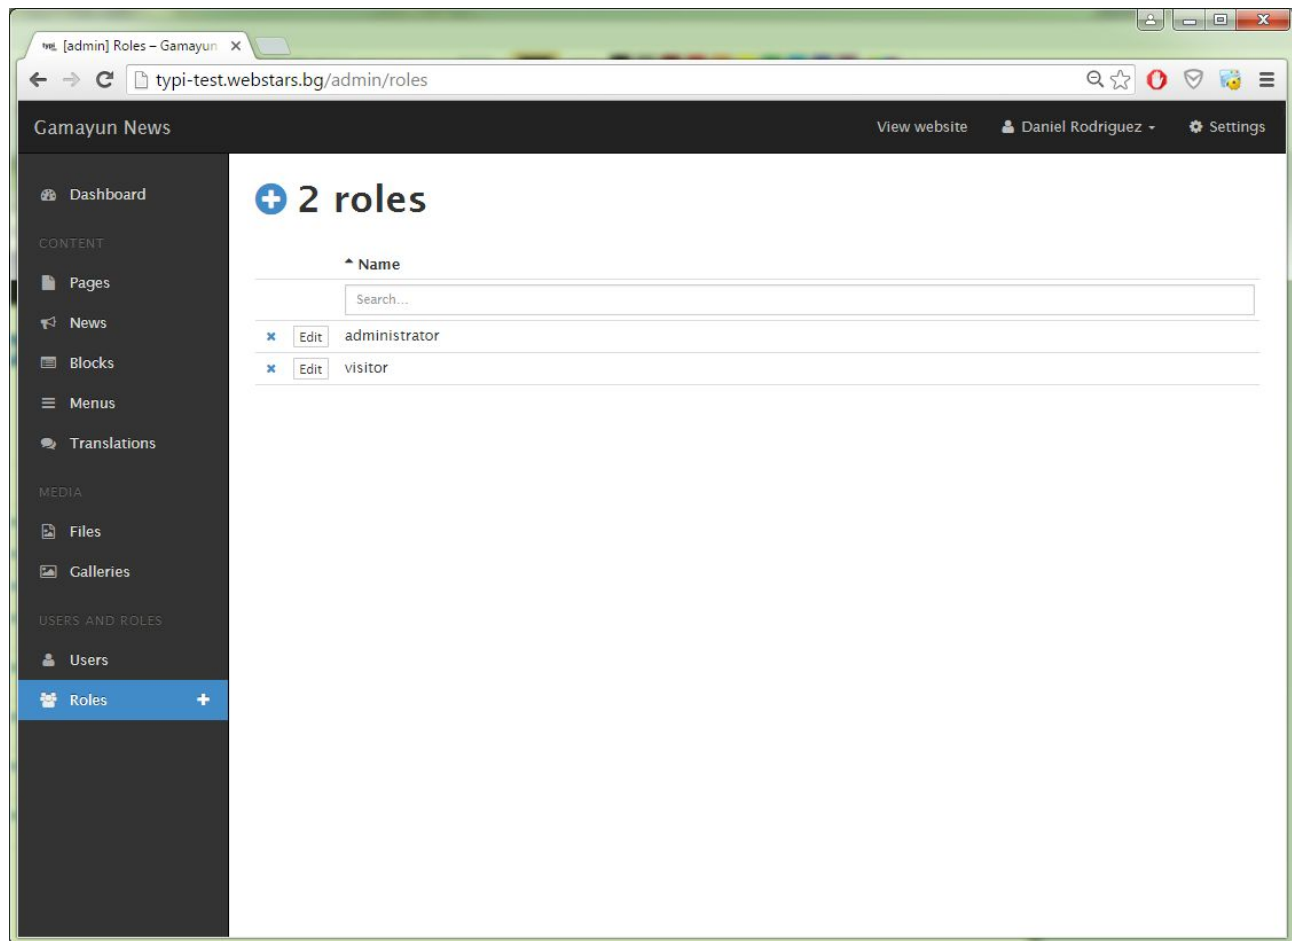 [admin] Roles – Gamayun
typi-test.webstars.bg/admin/roles
Gamayun News
View website
Daniel Rodriguez
Settings
Dashboard
CONTENT
Pages
News
Blocks
Menus
Translations
MEDIA
Files
Galleries
USERS AND ROLES
Users
Roles
2 roles
Name
Search...
Edit administrator
Edit visitor